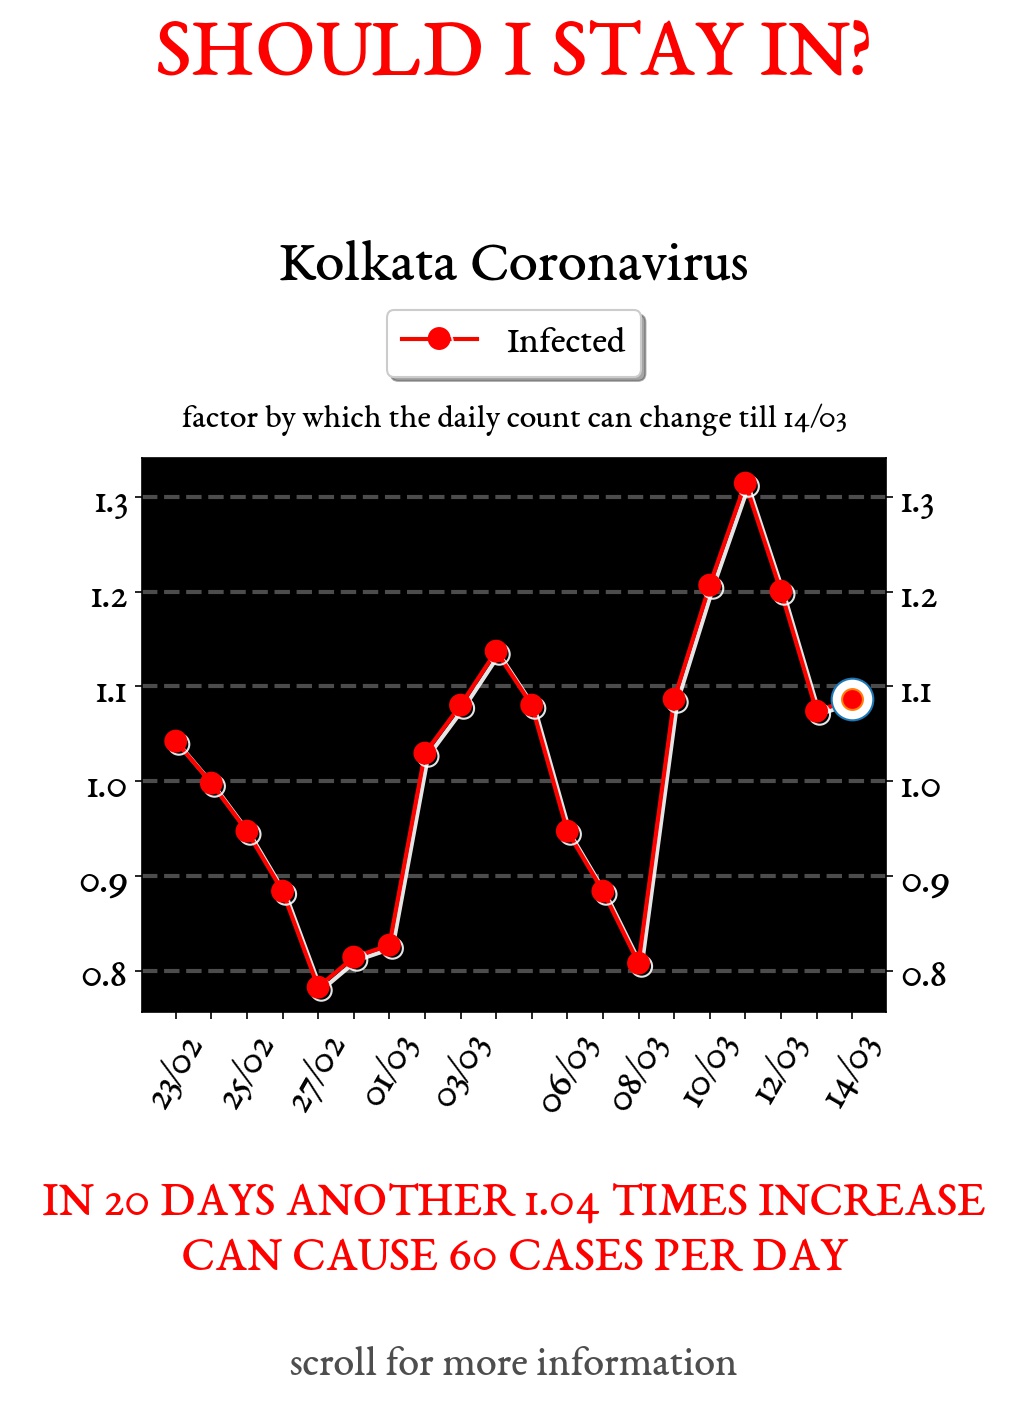 SHOULD I STAY IN?
Kolkata Coronavirus
Infected
factor by which the daily count can change till 14/03
1.3 1.3
1.2 1.2
1.1 1.1
1.0 1.0
0.9 0.9
0.8 0.8
23/02 25/02 27/02 01/03 03/03 06/03 08/03 10/03 12/03 14/03
IN 20 DAYS ANOTHER 1.04 TIMES INCREASE
CAN CAUSE 60 CASES PER DAY
scroll for more information